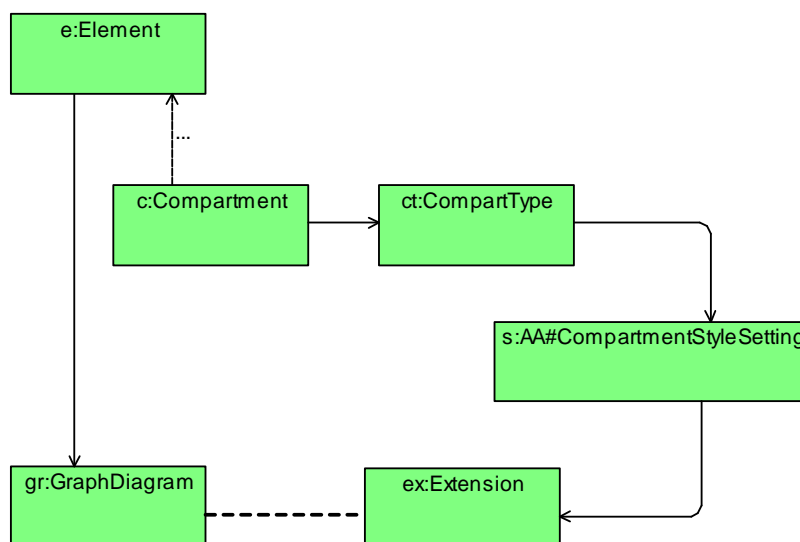 e:Element
...
c:Compartment
ct:CompartType
s:AA#CompartmentStyleSetting
gr:GraphDiagram
ex:Extension